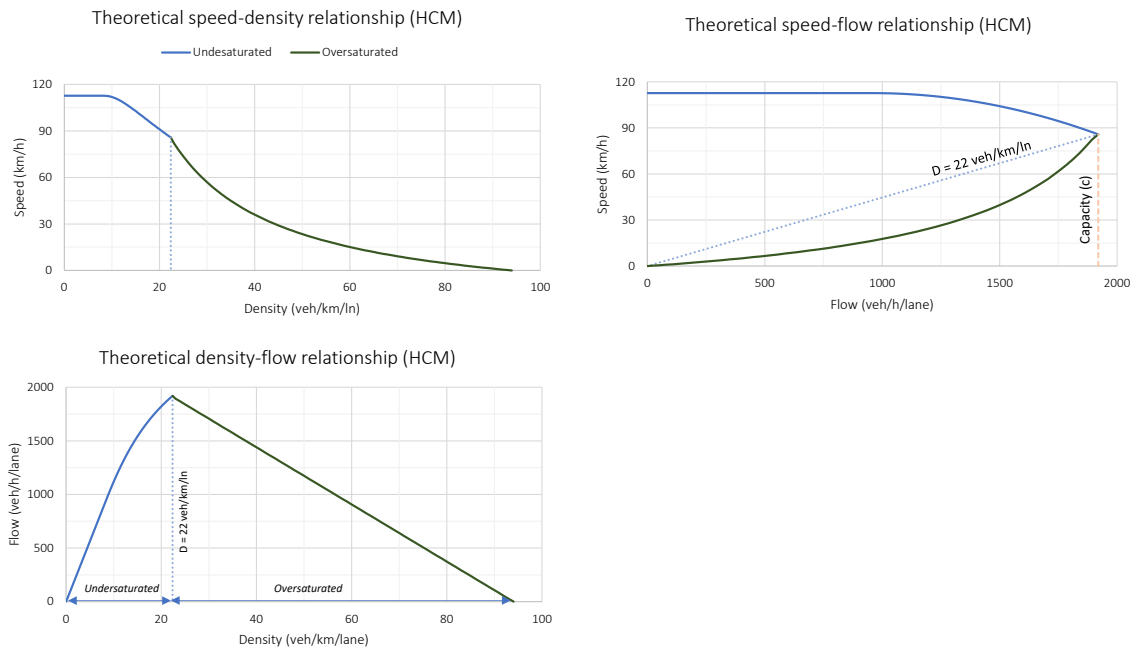 Theoretical speed-density relationship (HCM)
Undesaturated Oversaturated
120
90
60
30
0
Speed (km/h)
0 20 40 60 80 100
Density (veh/km/ln)
Theoretical speed-flow relationship (HCM)
120
90
60
30
0
Speed (km/h)
D = 22 veh/km/ln
Capacity (c)
0 500 1000 1500 2000
Flow (veh/h/lane)
Theoretical density-flow relationship (HCM)
2000
1500
1000
500
0
Flow (veh/h/lane)
D = 22 veh/km/ln
Undersaturated Oversaturated
0 20 40 60 80 100
Density (veh/km/lane)